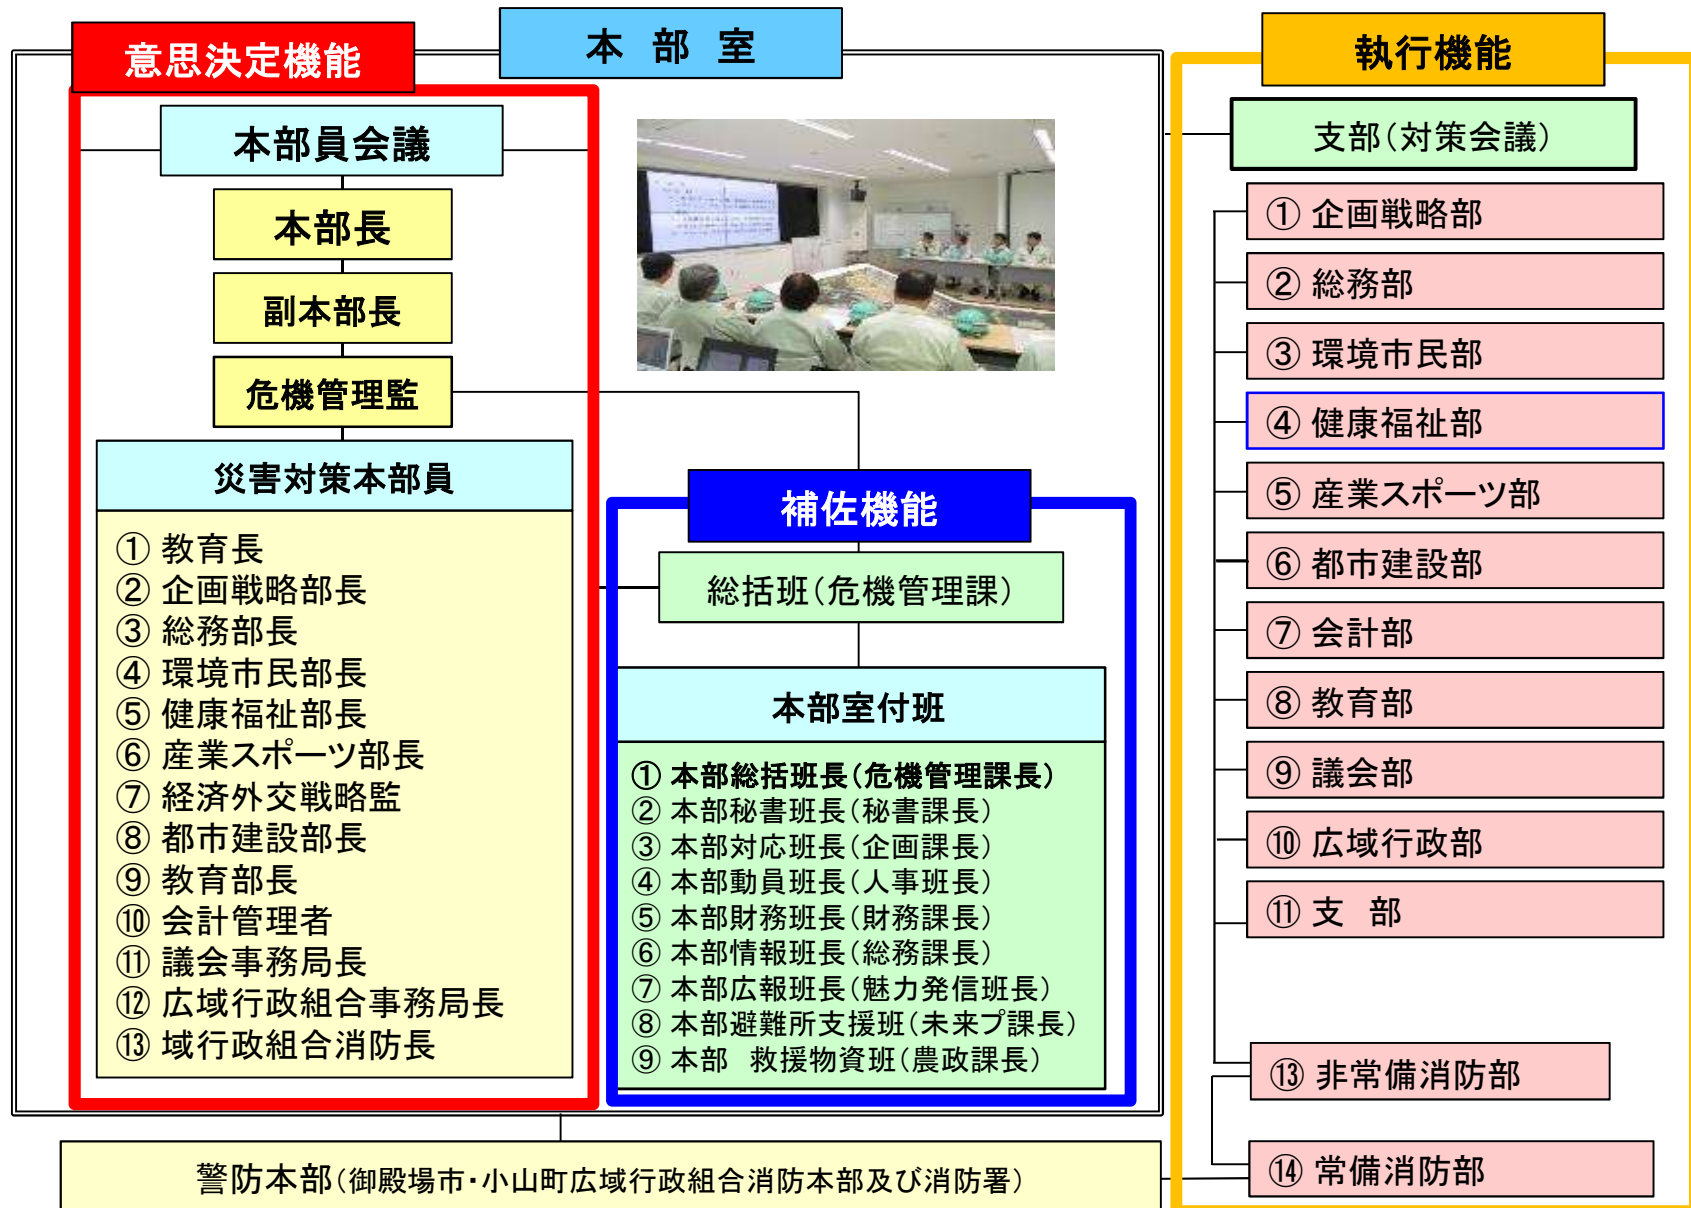 意思決定機能
本 部 室
執行機能
本部員会議
本部長
副本部長
危機管理監
災害対策本部員
① 教育長
② 企画戦略部長
③ 総務部長
④ 環境市民部長
⑤ 健康福祉部長
⑥ 産業スポーツ部長
⑦ 経済外交戦略監
⑧ 都市建設部長
⑨ 教育部長
⑩ 会計管理者
⑪ 議会事務局長
⑫ 広域行政組合事務局長
⑬ 域行政組合消防長
補佐機能
総括班(危機管理課)
本部室付班
① 本部総括班長(危機管理課長)
② 本部秘書班長(秘書課長)
③ 本部対応班長(企画課長)
④ 本部動員班長(人事班長)
⑤ 本部財務班長(財務課長)
⑥ 本部情報班長(総務課長)
⑦ 本部広報班長(魅力発信班長)
⑧ 本部避難所支援班(未来プ課長)
⑨ 本部 救援物資班(農政課長)
支部(対策会議)
① 企画戦略部
② 総務部
③ 環境市民部
④ 健康福祉部
⑤ 産業スポーツ部
⑥ 都市建設部
⑦ 会計部
⑧ 教育部
⑨ 議会部
⑩ 広域行政部
⑪ 支 部
⑬ 非常備消防部
⑭ 常備消防部
警防本部(御殿場市・小山町広域行政組合消防本部及び消防署)